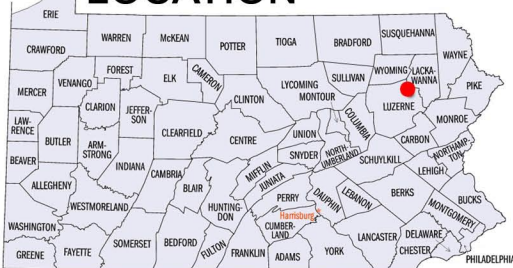 LOCATION
ERIE
CRAWFORD
WARREN
McKEAN
POTTER
TIOGA
BRADFORD
SUSQUEHANNA
WAYNE
FOREST
VENANGO
MERCER
ELK
CAMERON
CLINTON
LYCOMING
MONTOUR
SULLIVAN
WYOMING
LACKA-
WANNA
PIKE
LUZERNE
COLUMBIA
MONROE
LAW-
RENCE
CLARION
JEFFER-
SON
CLEARFIELD
CENTRE
UNION
SNYDER
NORTH-
UMBERLAND
CARBON
NORTHAMP-
TON
BUTLER
ARM-
STRONG
BEAVER
INDIANA
CAMBRIA
BLAIR
MIFFLIN
JUNIATA
SCHUYLKILL
LEHIGH
ALLEGHENY
WESTMORELAND
HUNTING-
DON
PERRY
DAUPHIN
LEBANON
BERKS
BUCKS
MONTGOMERY
Harrisburg
WASHINGTON
GREENE
FAYETTE
SOMERSET
BEDFORD
FULTON
FRANKLIN
CUMBER-
LAND
ADAMS
YORK
LANCASTER
DELAWARE
CHESTER
PHILADELPHIA